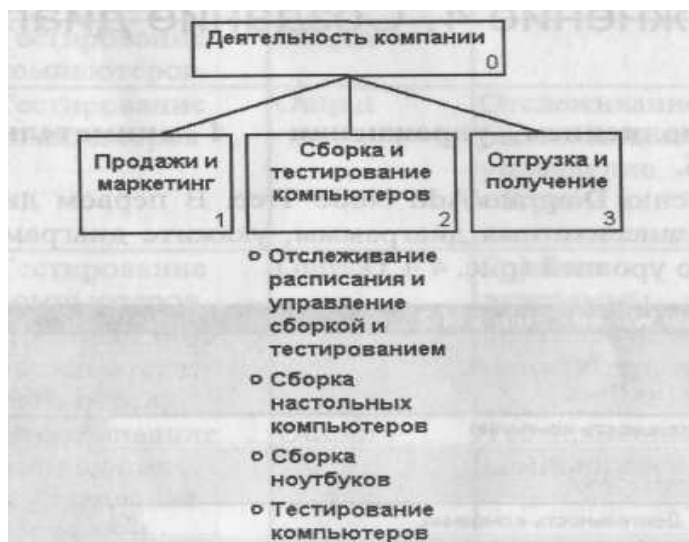 Деятельность компании
0
Продажи и
маркетинг
1
Сборка и
тестирование
компьютеров
2
Отгрузка и
получение
3
Отслеживание
расписания и
управление
сборкой и
тестированием
Сборка
настольных
компьютеров
Сборка
ноутбуков
Тестирование
компьютеров